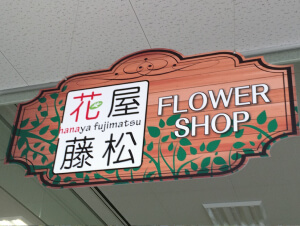 花屋
hanaya fujimatsu
藤松
FLOWER
SHOP